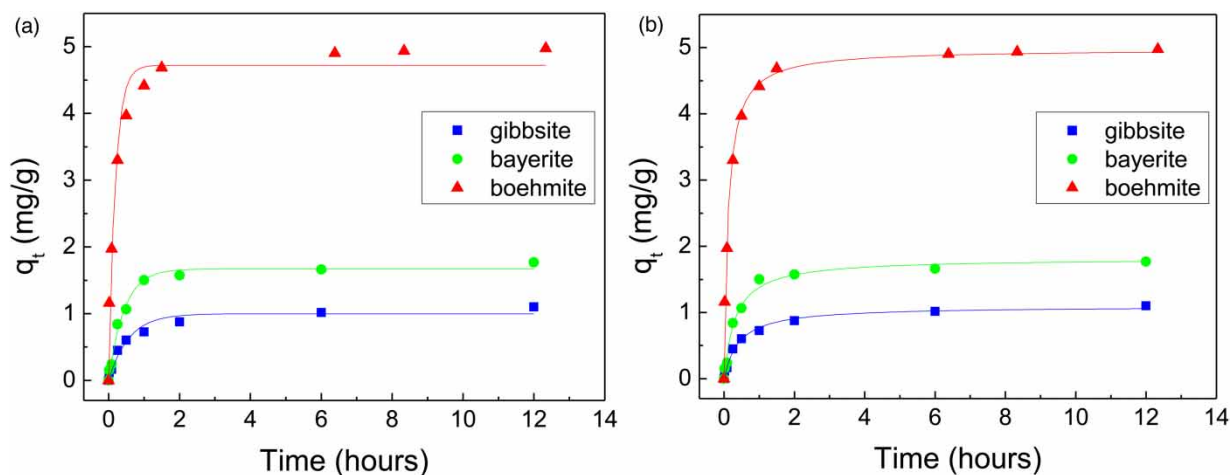 (a)
5
4
3
2
1
0
qt (mg/g)
gibbsite
bayerite
boehmite
0 2 4 6 8 10 12 14
Time (hours)
(b)
5
4
3
2
1
0
qt (mg/g)
gibbsite
bayerite
boehmite
0 2 4 6 8 10 12 14
Time (hours)